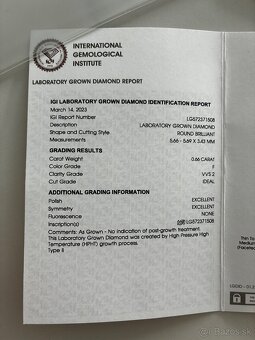 INTERNATIONAL
GEMOLOGICAL
INSTITUTE
LABORATORY GROWN DIAMOND REPORT
IGI LABORATORY GROWN DIAMOND IDENTIFICATION REPORT
March 14, 2023
IGI Report Number LG572371508
Description LABORATORY GROWN DIAMOND
Shape and Cutting Style ROUND BRILLIANT
Measurements 5.66 - 5.69 X 3.43 MM
GRADING RESULTS
Carat Weight 0.66 CARAT
Color Grade F
Clarity Grade VVS 2
Cut Grade IDEAL
ADDITIONAL GRADING INFORMATION
Polish EXCELLENT
Symmetry EXCELLENT
Fluorescence NONE
Inscription(s) LG572371508
Comments: As Grown - No indication of post-growth treatment.
This Laboratory Grown Diamond was created by High Pressure High
Temperature (HPHT) growth process.
Type II
Thin to
Medium
(Faceted